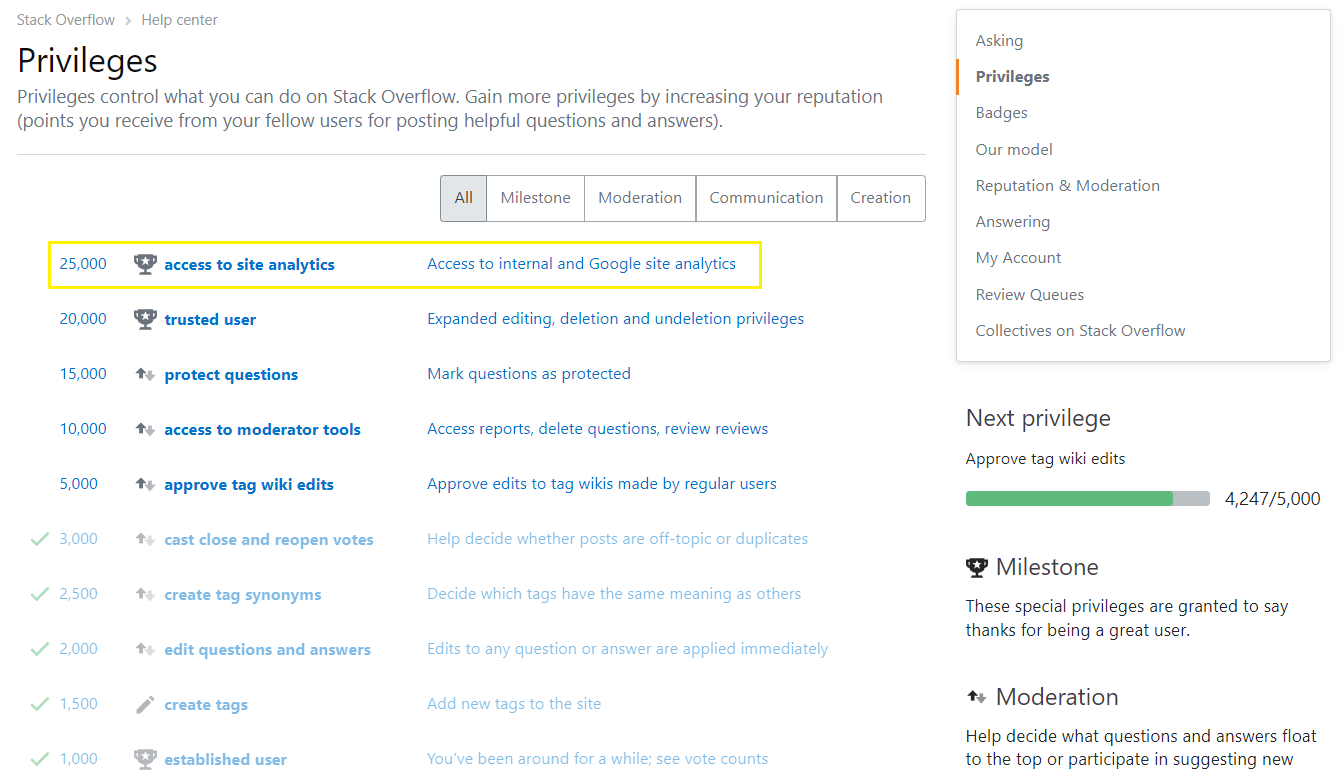 Stack Overflow › Help center
Privileges
Privileges control what you can do on Stack Overflow. Gain more privileges by increasing your reputation
(points you receive from your fellow users for posting helpful questions and answers).
All Milestone Moderation Communication Creation
25,000 access to site analytics Access to internal and Google site analytics
20,000 trusted user Expanded editing, deletion and undeletion privileges
15,000 protect questions Mark questions as protected
10,000 access to moderator tools Access reports, delete questions, review reviews
5,000 approve tag wiki edits Approve edits to tag wikis made by regular users
3,000 cast close and reopen votes Help decide whether posts are off-topic or duplicates
2,500 create tag synonyms Decide which tags have the same meaning as others
2,000 edit questions and answers Edits to any question or answer are applied immediately
1,500 create tags Add new tags to the site
1,000 established user You've been around for a while; see vote counts
Asking
Privileges
Badges
Our model
Reputation & Moderation
Answering
My Account
Review Queues
Collectives on Stack Overflow
Next privilege
Approve tag wiki edits
4,247/5,000
Milestone
These special privileges are granted to say
thanks for being a great user.
Moderation
Help decide what questions and answers float
to the top or participate in suggesting new